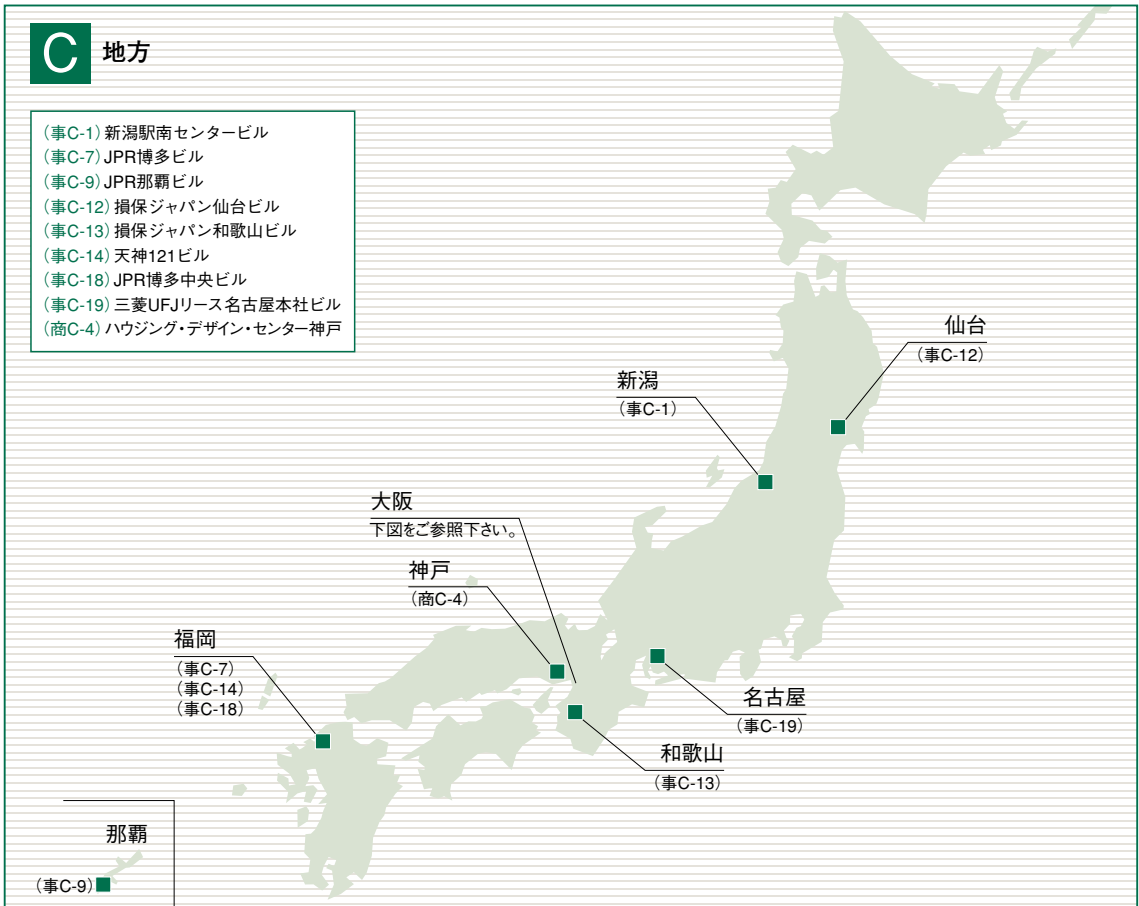 C 地方
(事C-1) 新潟駅南センタービル
(事C-7) JPR博多ビル
(事C-9) JPR那覇ビル
(事C-12) 損保ジャパン仙台ビル
(事C-13) 損保ジャパン和歌山ビル
(事C-14) 天神121ビル
(事C-18) JPR博多中央ビル
(事C-19) 三菱UFJリース名古屋本社ビル
(商C-4) ハウジング・デザイン・センター神戸
仙台
(事C-12)
新潟
(事C-1)
大阪
下図をご参照下さい。
神戸
(商C-4)
福岡
(事C-7)
(事C-14)
(事C-18)
名古屋
(事C-19)
和歌山
(事C-13)
那覇
(事C-9)